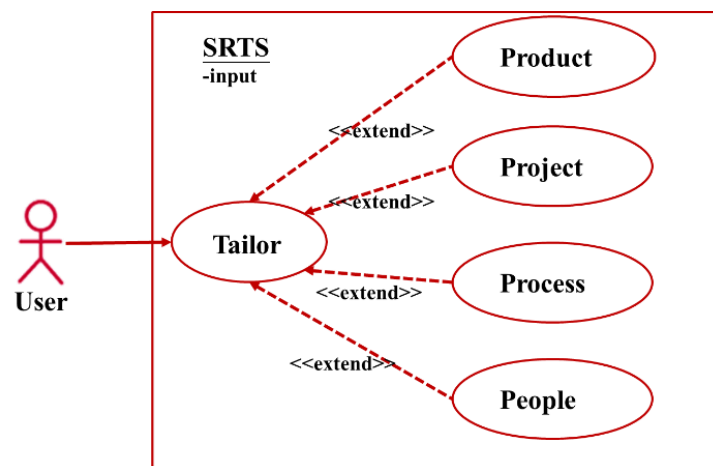 SRTS
-input
Product
<<extend>>
Project
<<extend>>
Tailor
User
Process
<<extend>>
<<extend>>
People